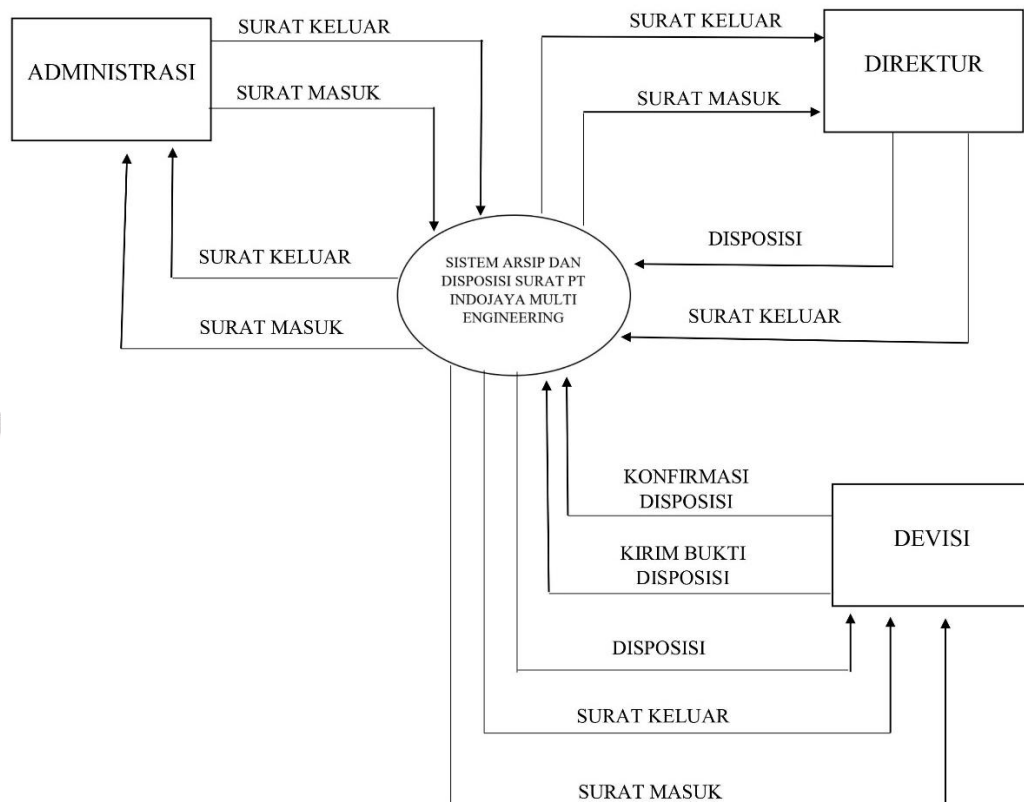 SURAT KELUAR
ADMINISTRASI
SURAT MASUK
SURAT KELUAR
SURAT MASUK
SURAT KELUAR
DIREKTUR
SURAT MASUK
DISPOSISI
SURAT KELUAR
SISTEM ARSIP DAN
DISPOSISI SURAT PT
INDOJAYA MULTI
ENGINEERING
KONFIRMASI
DISPOSISI
DEVISI
KIRIM BUKTI
DISPOSISI
DISPOSISI
SURAT KELUAR
SURAT MASUK